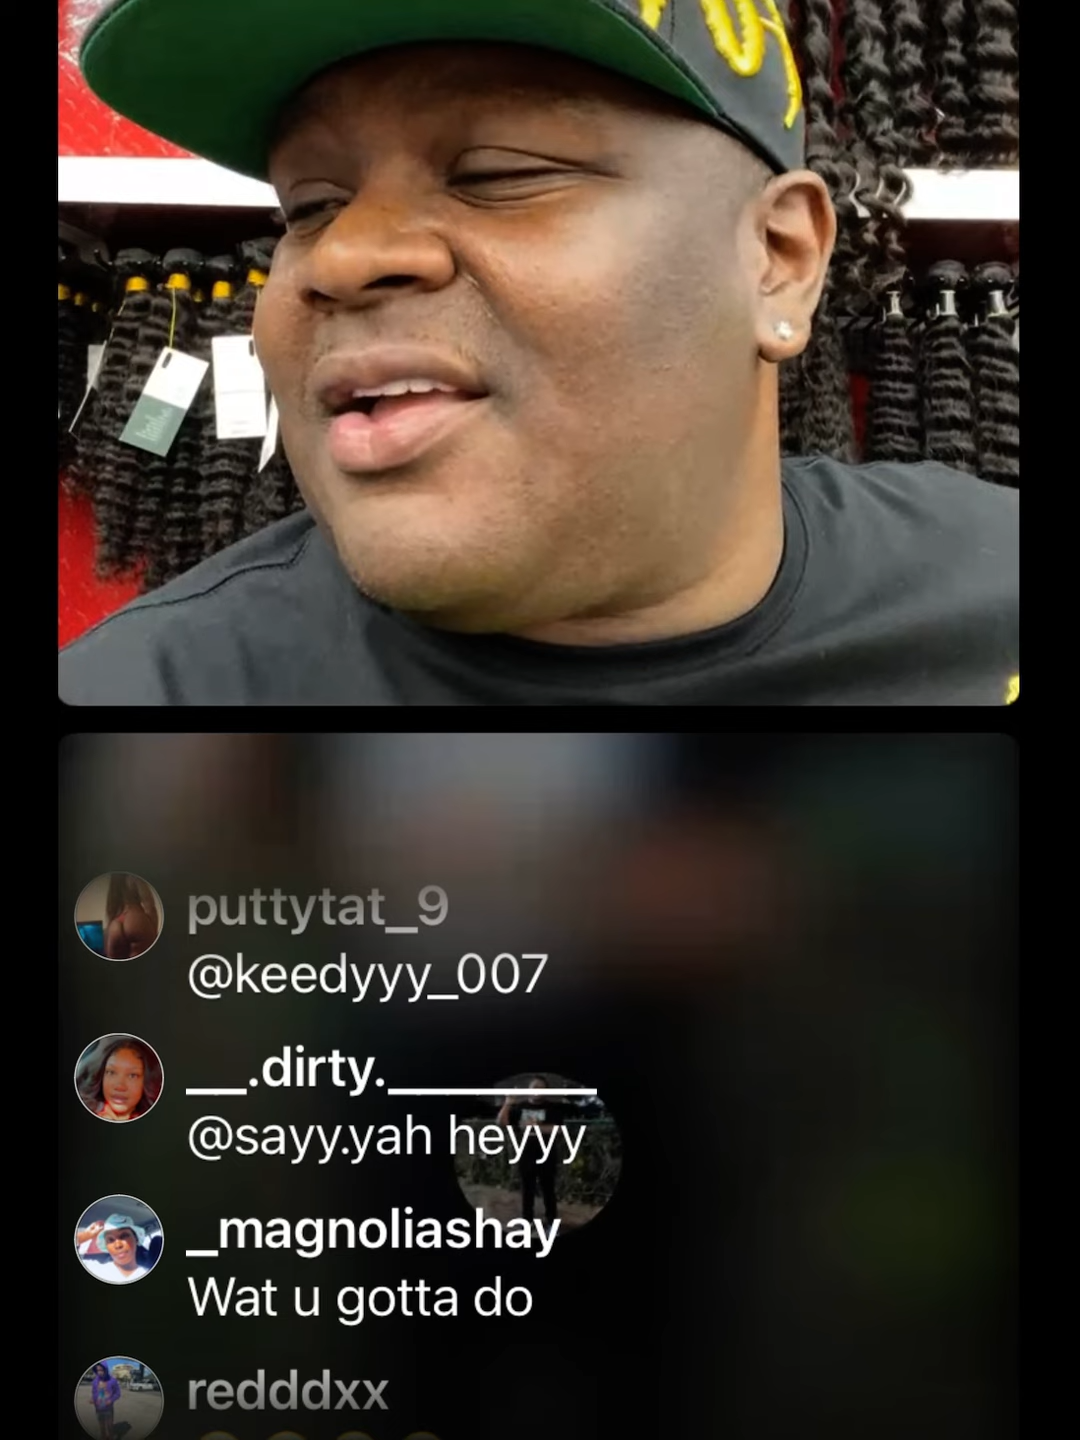 puttytat_9
@keedyyy_007
__.dirty.________
@sayy.yah heyyy
_magnoliashay
Wat u gotta do
redddxx